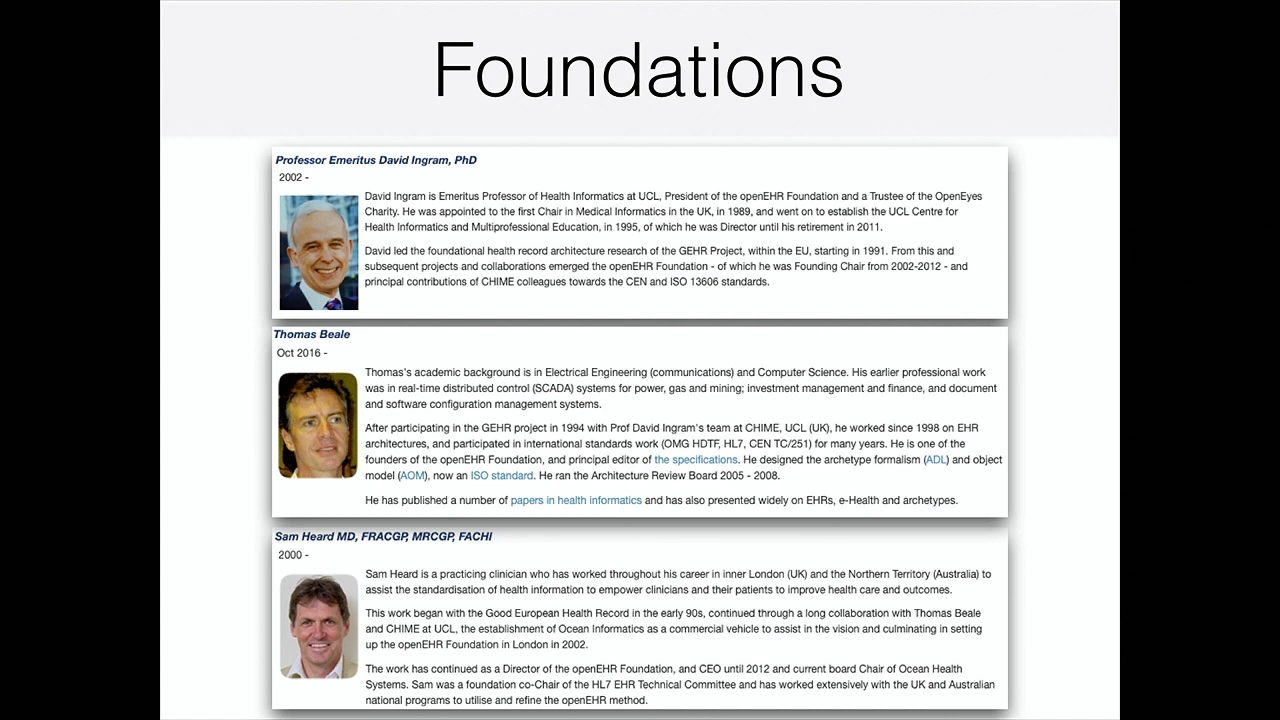 Foundations
Professor Emeritus David Ingram, PhD
2002 -
David Ingram is Emeritus Professor of Health Informatics at UCL, President of the openEHR Foundation and a Trustee of the OpenEyes
Charity. He was appointed to the first Chair in Medical Informatics in the UK, in 1989, and went on to establish the UCL Centre for
Health Informatics and Multiprofessional Education, in 1995, of which he was Director until his retirement in 2011.
David led the foundational health record architecture research of the GEHR Project, within the EU, starting in 1991. From this and
subsequent projects and collaborations emerged the openEHR Foundation - of which he was Founding Chair from 2002-2012 - and
principal contributions of CHIME colleagues towards the CEN and ISO 13606 standards.
Thomas Beale
Oct 2016 -
Thomas's academic background is in Electrical Engineering (communications) and Computer Science. His earlier professional work
was in real-time distributed control (SCADA) systems for power, gas and mining; investment management and finance, and document
and software configuration management systems.
After participating in the GEHR project in 1994 with Prof David Ingram's team at CHIME, UCL (UK), he worked since 1998 on EHR
architectures, and participated in international standards work (OMG HDTF, HL7, CEN TC/251) for many years. He is one of the
founders of the openEHR Foundation, and principal editor of the specifications. He designed the archetype formalism (ADL) and object
model (AOM), now an ISO standard. He ran the Architecture Review Board 2005 - 2008.
He has published a number of papers in health informatics and has also presented widely on EHRs, e-Health and archetypes.
Sam Heard MD, FRACGP, MRCGP, FACHI
2000 -
Sam Heard is a practicing clinician who has worked throughout his career in inner London (UK) and the Northern Territory (Australia) to
assist the standardisation of health information to empower clinicians and their patients to improve health care and outcomes.
This work began with the Good European Health Record in the early 90s, continued through a long collaboration with Thomas Beale
and CHIME at UCL, the establishment of Ocean Informatics as a commercial vehicle to assist in the vision and culminating in setting
up the openEHR Foundation in London in 2002.
The work has continued as a Director of the openEHR Foundation, and CEO until 2012 and current board Chair of Ocean Health
Systems. Sam was a foundation co-Chair of the HL7 EHR Technical Committee and has worked extensively with the UK and Australian
national programs to utilise and refine the openEHR method.